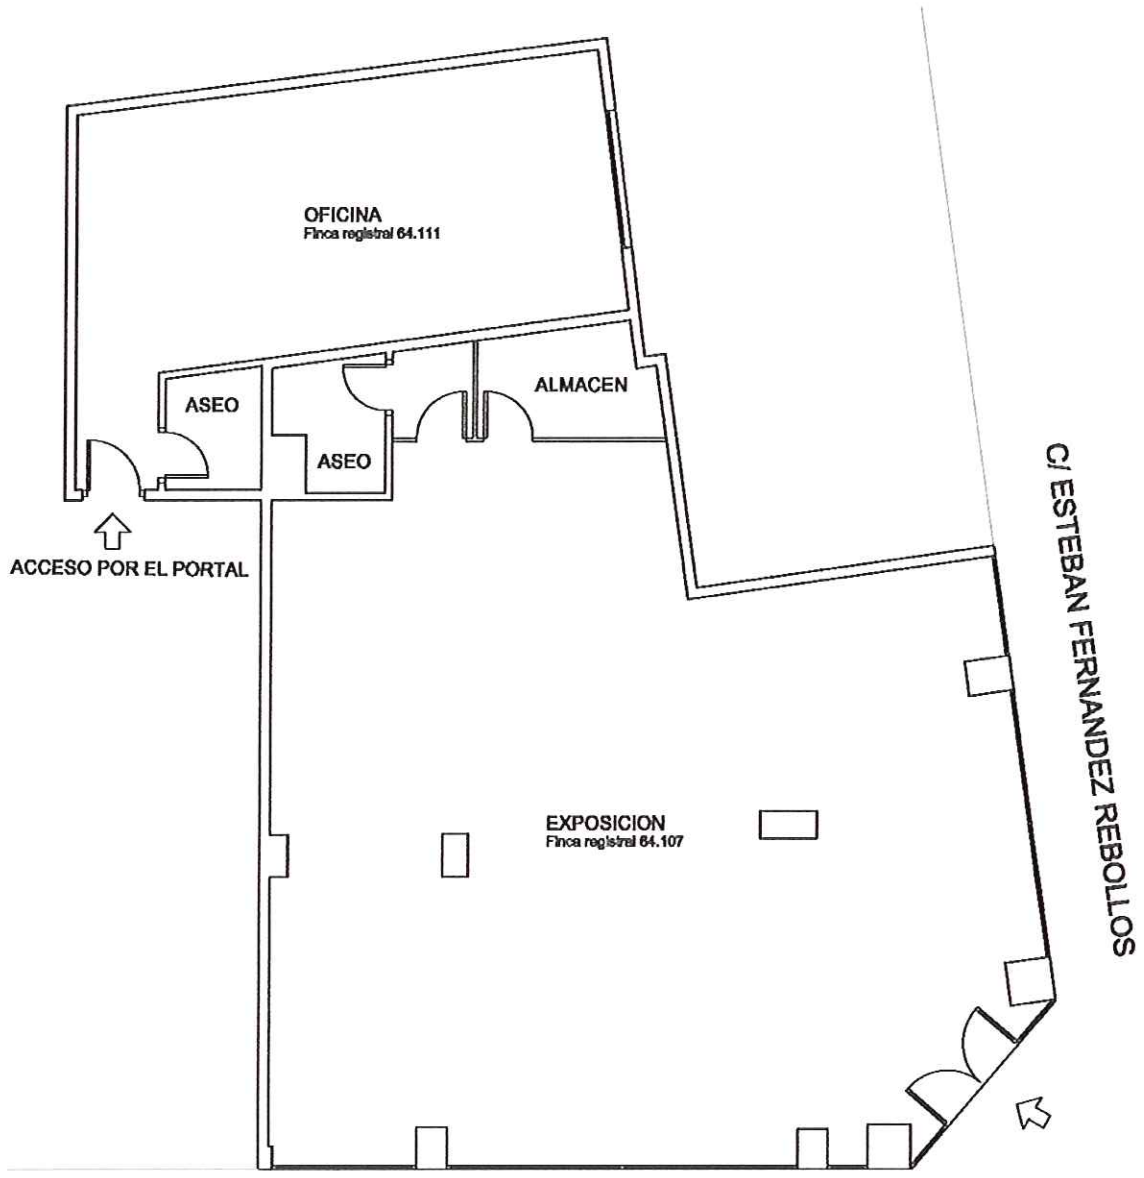 OFICINA
Finca registral 64.111
ALMACEN
ASEO
ASEO
ACCESO POR EL PORTAL
C/ ESTEBAN FERNANDEZ REBOLLOS
EXPOSICION
Finca registral 64.107